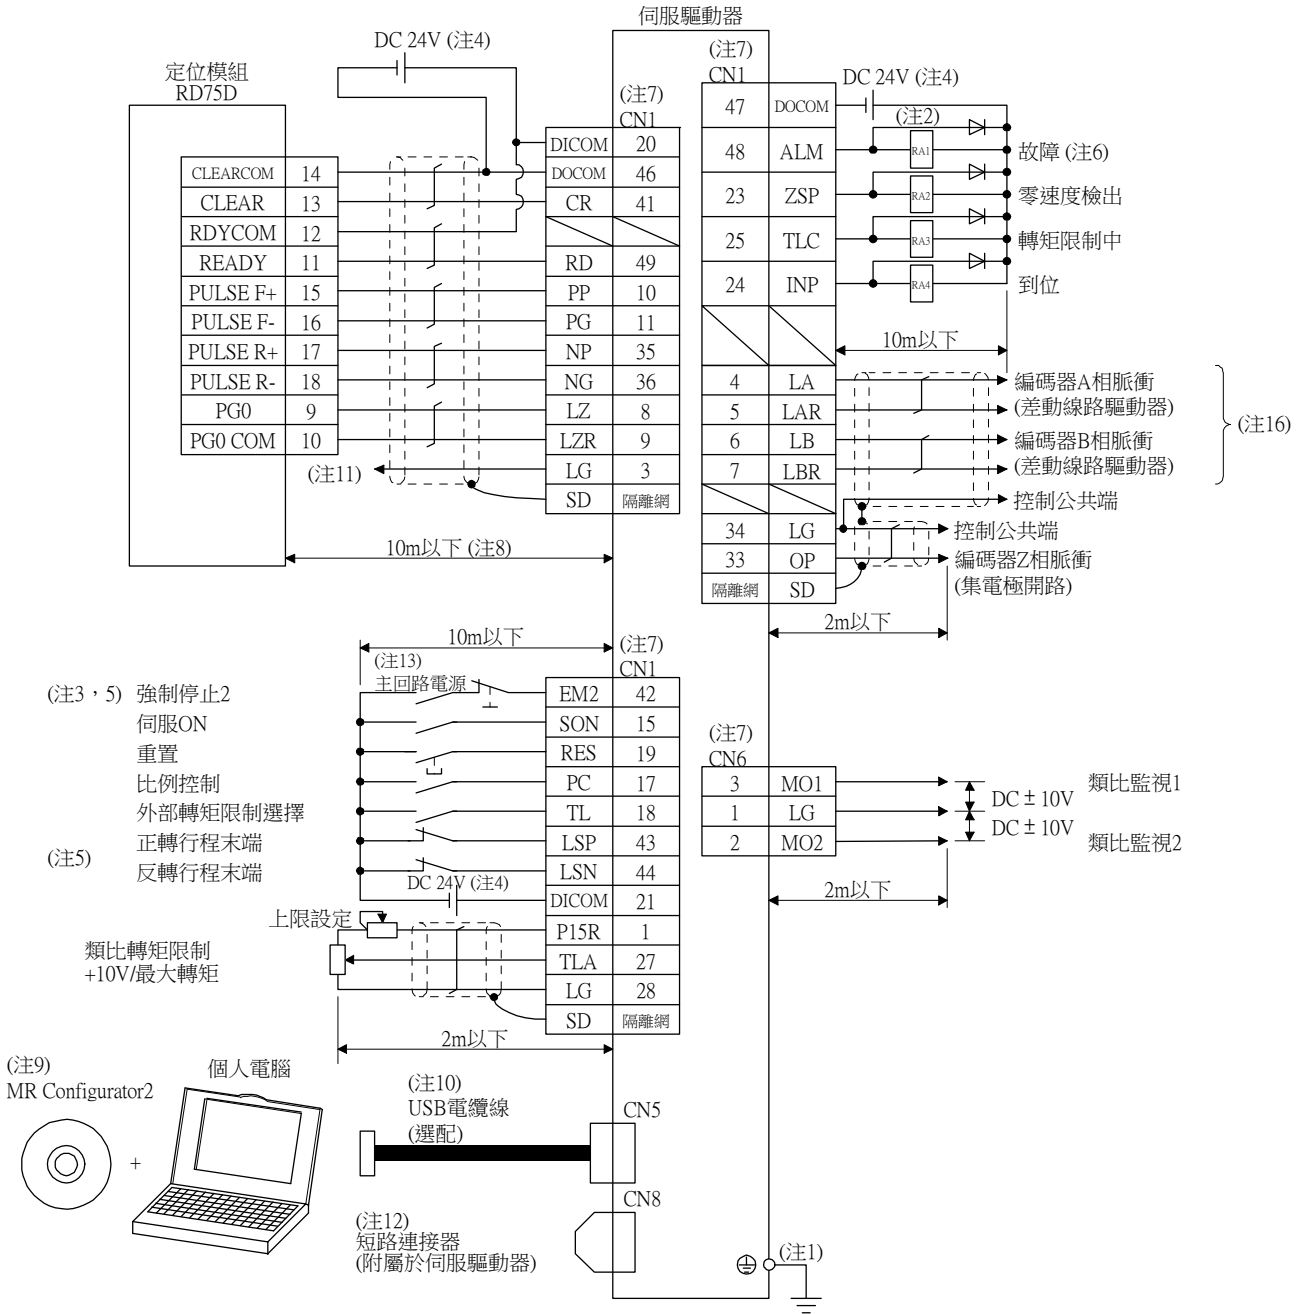 伺服驅動器
DC 24V (注4)
定位模組
RD75D
(注7)
CN1
CLEARCOM 14
CLEAR 13
RDYCOM 12
READY 11
PULSE F+ 15
PULSE F- 16
PULSE R+ 17
PULSE R- 18
PG0 9
PG0 COM 10
(注11)
DICOM 20
DOCOM 46
CR 41
RD 49
PP 10
PG 11
NP 35
NG 36
LZ 8
LZR 9
LG 3
SD 隔離網
10m以下 (注8)
(注7)
CN1
DC 24V (注4)
(注2)
47 DOCOM
48 ALM RA1 故障 (注6)
23 ZSP RA2 零速度檢出
25 TLC RA3 轉矩限制中
24 INP RA4 到位
10m以下
4 LA 編碼器A相脈衝
5 LAR (差動線路驅動器)
6 LB 編碼器B相脈衝
7 LBR (差動線路驅動器)
(注16)
控制公共端
34 LG 控制公共端
33 OP 編碼器Z相脈衝
(集電極開路)
隔離網 SD
2m以下
10m以下
(注7)
CN1
(注13)
主回路電源
(注3，5) 強制停止2 EM2 42
伺服ON SON 15
重置 RES 19
比例控制 PC 17
外部轉矩限制選擇 TL 18
正轉行程末端 LSP 43
(注5)
反轉行程末端 LSN 44
DC 24V (注4)
DICOM 21
上限設定
P15R 1
類比轉矩限制
+10V/最大轉矩
TLA 27
LG 28
SD 隔離網
2m以下
(注7)
CN6
3 MO1 類比監視1
DC ± 10V
1 LG
DC ± 10V
2 MO2 類比監視2
2m以下
(注9)
MR Configurator2
+
個人電腦
(注10)
USB電纜線
(選配)
CN5
CN8
(注12)
短路連接器
(附屬於伺服驅動器)
(注1)